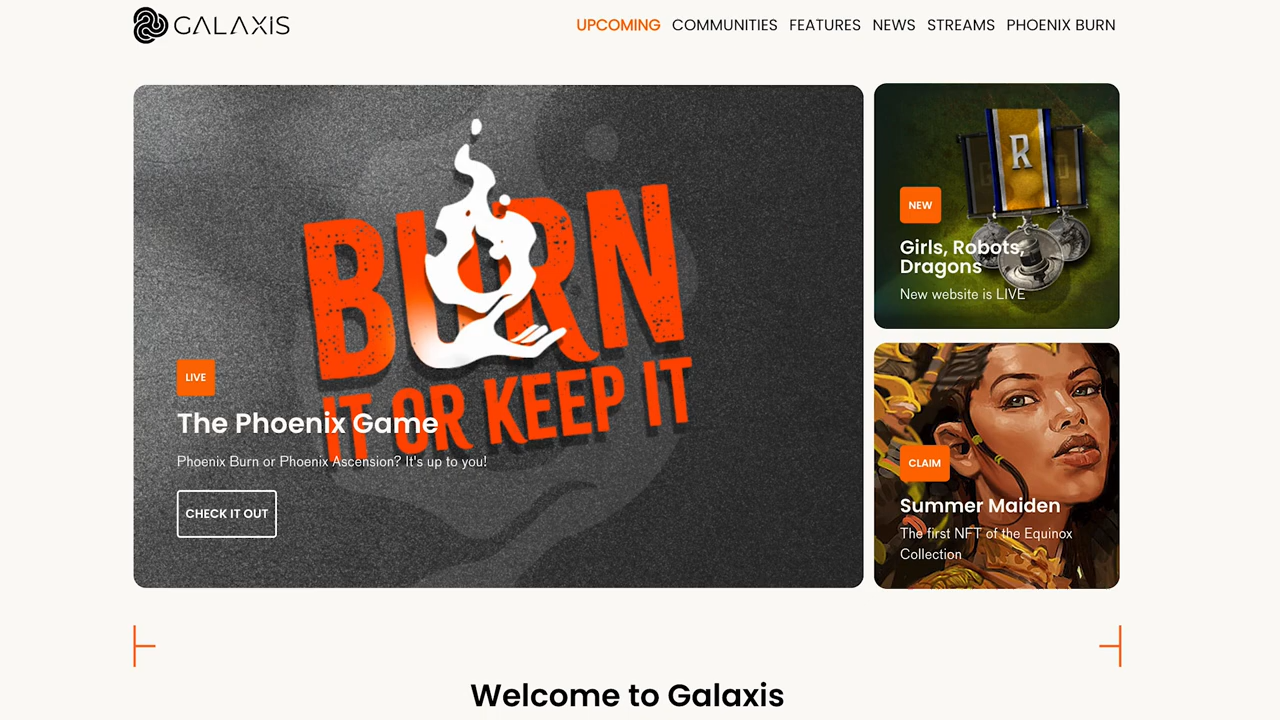 GALAXIS
UPCOMING COMMUNITIES FEATURES NEWS STREAMS PHOENIX BURN
BURN
IT OR KEEP IT
LIVE
The Phoenix Game
Phoenix Burn or Phoenix Ascension? It's up to you!
CHECK IT OUT
R
NEW
Girls, Robots,
Dragons
New website is LIVE
CLAIM
Summer Maiden
The first NFT of the Equinox
Collection
Welcome to Galaxis